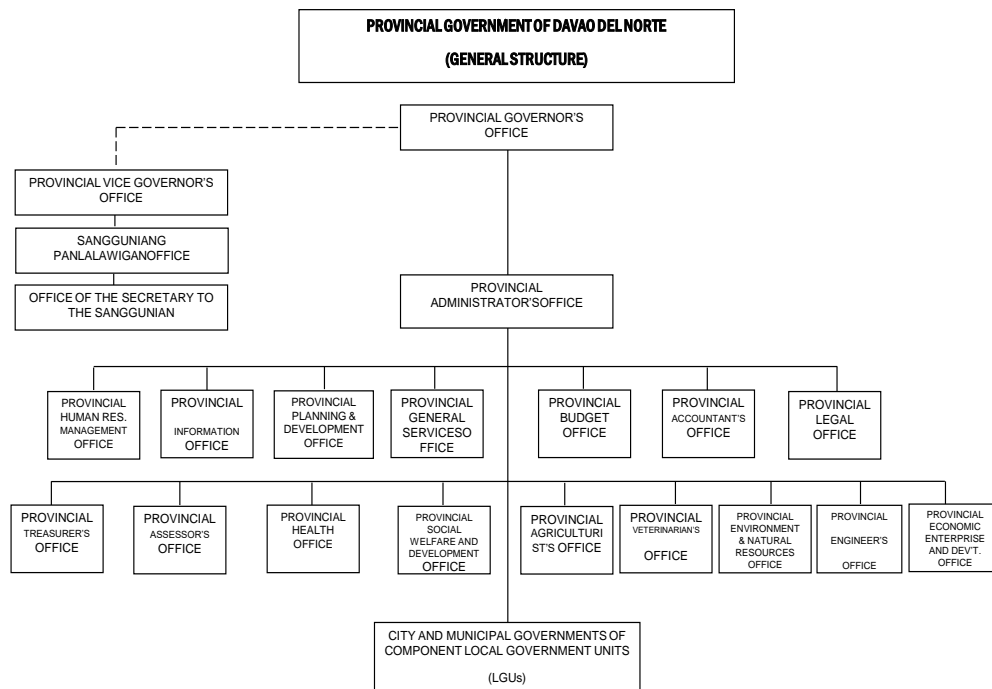 PROVINCIAL GOVERNMENT OF DAVAO DEL NORTE
(GENERAL STRUCTURE)
PROVINCIAL GOVERNOR'S
OFFICE
PROVINCIAL VICE GOVERNOR'S
OFFICE
SANGGUNIANG
PANLALAWIGANOFFICE
OFFICE OF THE SECRETARY TO
THE SANGGUNIAN
PROVINCIAL
ADMINISTRATOR'SOFFICE
PROVINCIAL
HUMAN RES.
MANAGEMENT
OFFICE
PROVINCIAL
INFORMATION
OFFICE
PROVINCIAL
PLANNING &
DEVELOPMENT
OFFICE
PROVINCIAL
GENERAL
SERVICESO
FFICE
PROVINCIAL
BUDGET
OFFICE
PROVINCIAL
ACCOUNTANT'S
OFFICE
PROVINCIAL
LEGAL
OFFICE
PROVINCIAL
TREASURER'S
OFFICE
PROVINCIAL
ASSESSOR'S
OFFICE
PROVINCIAL
HEALTH
OFFICE
PROVINCIAL
SOCIAL
WELFARE AND
DEVELOPMENT
OFFICE
PROVINCIAL
AGRICULTURI
ST'S OFFICE
PROVINCIAL
VETERINARIAN'S
OFFICE
PROVINCIAL
ENVIRONMENT
& NATURAL
RESOURCES
OFFICE
PROVINCIAL
ENGINEER'S
OFFICE
PROVINCIAL
ECONOMIC
ENTERPRISE
AND DEV'T.
OFFICE
CITY AND MUNICIPAL GOVERNMENTS OF
COMPONENT LOCAL GOVERNMENT UNITS
(LGUs)